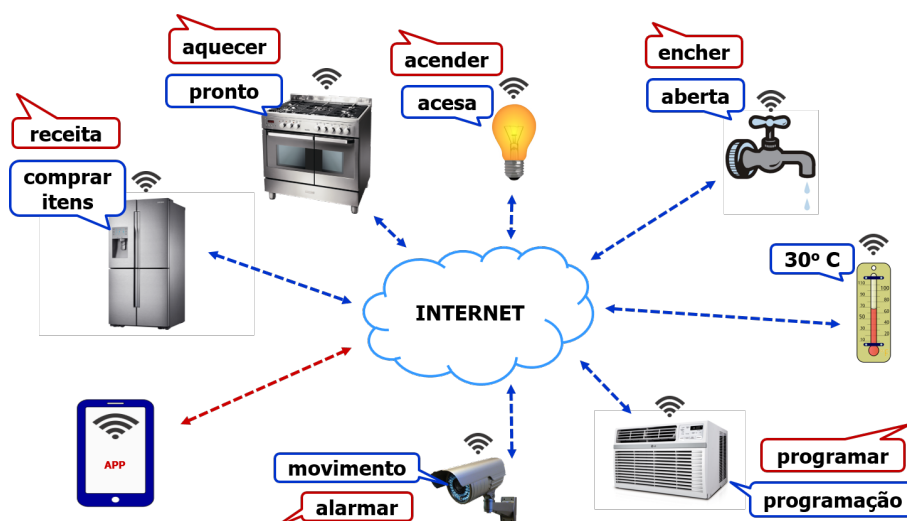 aquecer
pronto
acender
acesa
encher
aberta
receita
comprar
itens
30º C
INTERNET
APP
movimento
alarmar
programar
programação